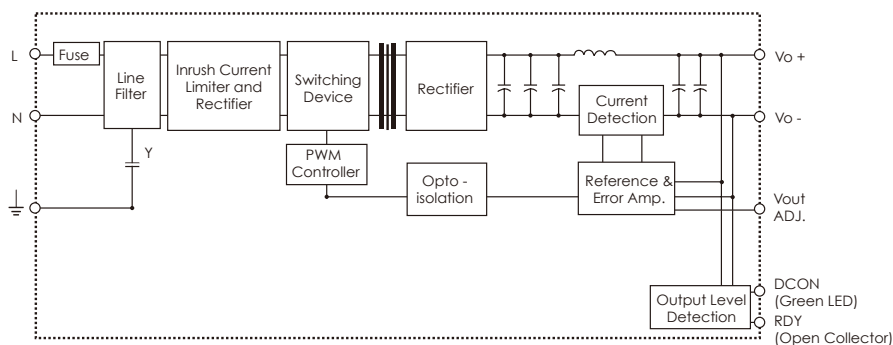 L
Fuse
Line
Filter
Inrush Current
Limiter and
Rectifier
Switching
Device
Rectifier
Current
Detection
Vo +
N
Vo -
Y
PWM
Controller
Opto -
isolation
Reference &
Error Amp.
Vout
ADJ.
Output Level
Detection
DCON
(Green LED)
RDY
(Open Collector)